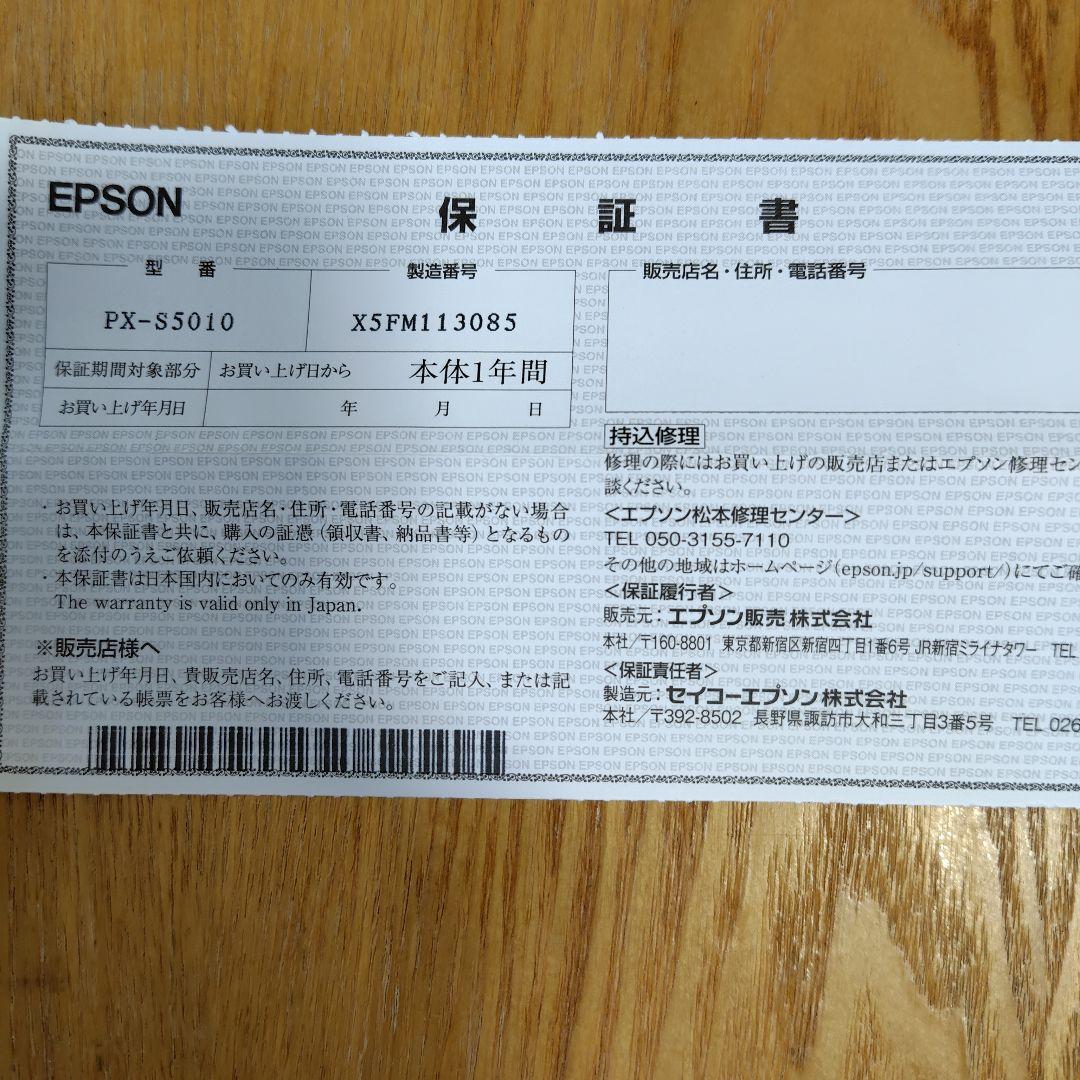 EPSON
保証書
型番
製造番号
PX-S5010
X5FM113085
保証期間対象部分
お買い上げ日から 本体1年間
お買い上げ年月日
年 月 日
・お買い上げ年月日、販売店名・住所・電話番号の記載がない場合
は、本保証書と共に、購入の証憑(領収書、納品書等)となるもの
を添付のうえご依頼ください。
・本保証書は日本国内においてのみ有効です。
The warranty is valid only in Japan.
※販売店様へ
お買い上げ年月日、貴販売店名、住所、電話番号をご記入、または記
載されている帳票をお客様へお渡しください。
販売店名・住所・電話番号
持込修理
修理の際にはお買い上げの販売店またはエプソン修理セン
談ください。
<エプソン松本修理センター>
TEL 050-3155-7110
その他の地域はホームページ(epson.jp/support/)にてご確
<保証履行者>
販売元:エプソン販売 株式会社
本社/〒160-8801 東京都新宿区新宿四丁目1番6号 JR新宿ミライナタワー TEL
<保証責任者>
製造元:セイコーエプソン株式会社
本社/〒392-8502 長野県諏訪市大和三丁目3番5号 TEL 026